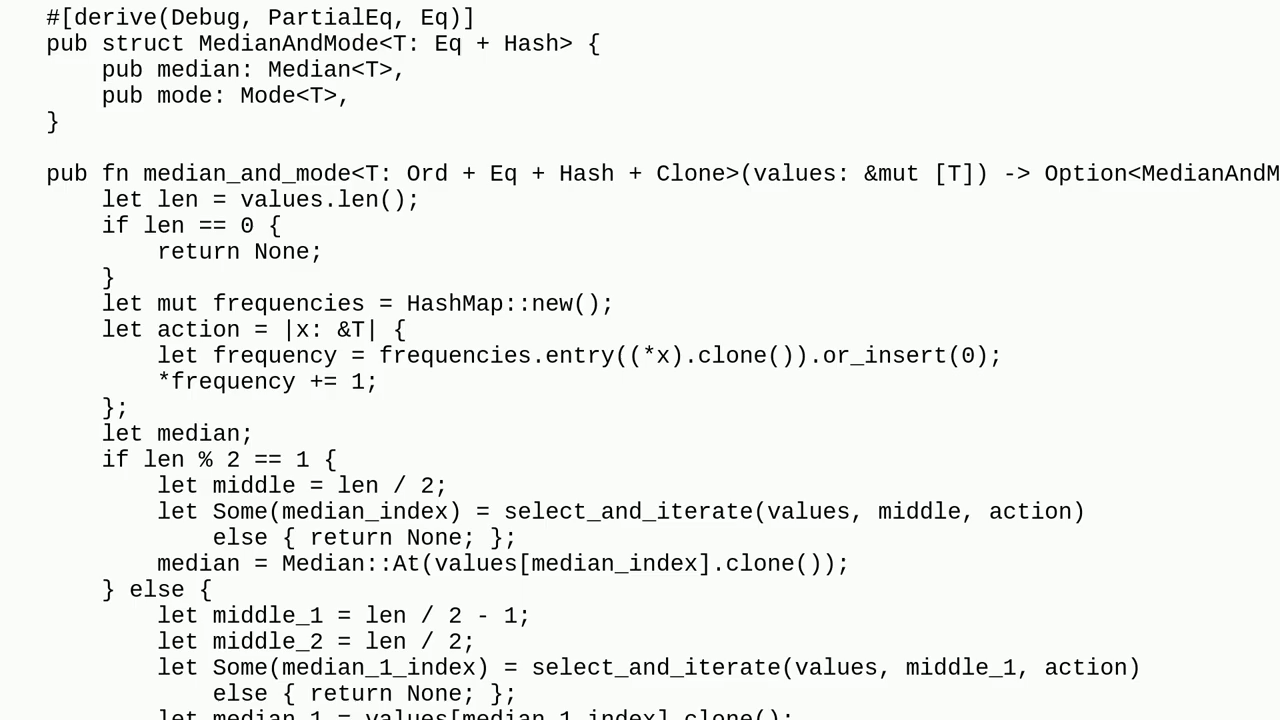 #[derive(Debug, PartialEq, Eq)]
pub struct MedianAndMode<T: Eq + Hash> {
    pub median: Median<T>,
    pub mode: Mode<T>,
}

pub fn median_and_mode<T: Ord + Eq + Hash + Clone>(values: &mut [T]) -> Option<MedianAndM
    let len = values.len();
    if len == 0 {
        return None;
    }
    let mut frequencies = HashMap::new();
    let action = |x: &T| {
        let frequency = frequencies.entry((*x).clone()).or_insert(0);
        *frequency += 1;
    };
    let median;
    if len % 2 == 1 {
        let middle = len / 2;
        let Some(median_index) = select_and_iterate(values, middle, action)
            else { return None; };
        median = Median::At(values[median_index].clone());
    } else {
        let middle_1 = len / 2 - 1;
        let middle_2 = len / 2;
        let Some(median_1_index) = select_and_iterate(values, middle_1, action)
            else { return None; };
        let median_1 = values[median_1_index].clone();